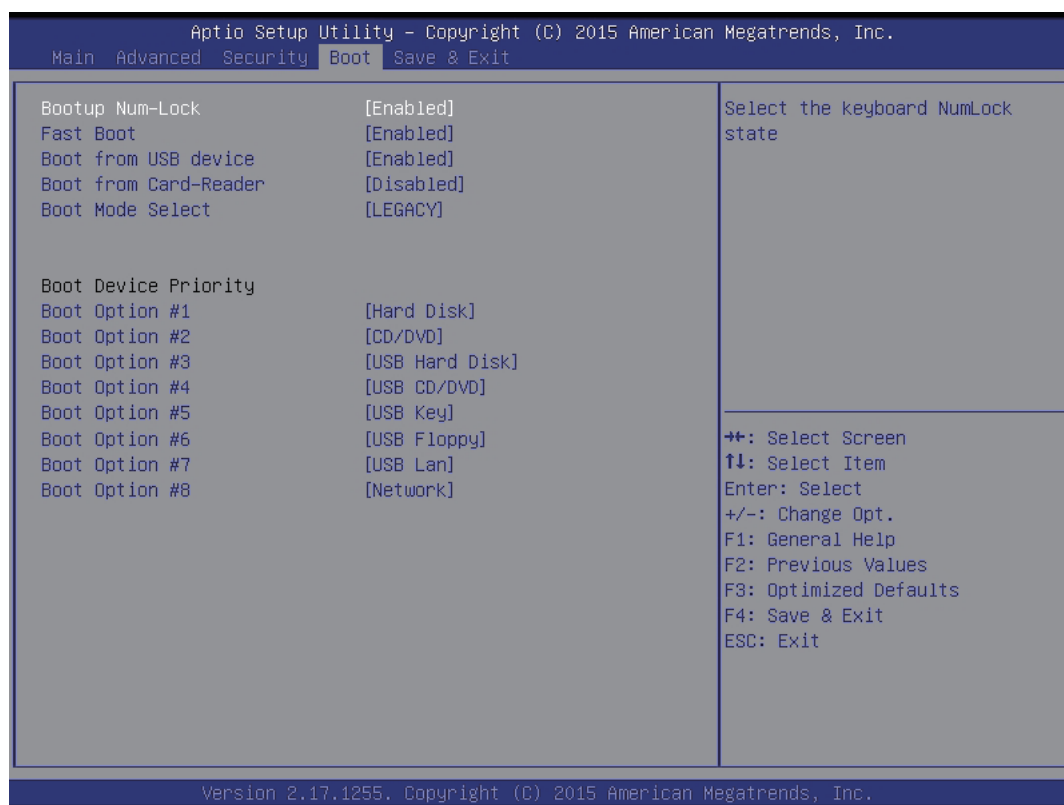 Aptio Setup Utility – Copyright (C) 2015 American Megatrends, Inc.
Main Advanced Security Boot Save & Exit
Bootup Num-Lock [Enabled]
Fast Boot [Enabled]
Boot from USB device [Enabled]
Boot from Card-Reader [Disabled]
Boot Mode Select [LEGACY]
Boot Device Priority
Boot Option #1 [Hard Disk]
Boot Option #2 [CD/DVD]
Boot Option #3 [USB Hard Disk]
Boot Option #4 [USB CD/DVD]
Boot Option #5 [USB Key]
Boot Option #6 [USB Floppy]
Boot Option #7 [USB Lan]
Boot Option #8 [Network]
Select the keyboard NumLock
state
→←: Select Screen
↑↓: Select Item
Enter: Select
+/-: Change Opt.
F1: General Help
F2: Previous Values
F3: Optimized Defaults
F4: Save & Exit
ESC: Exit
Version 2.17.1255. Copyright (C) 2015 American Megatrends, Inc.